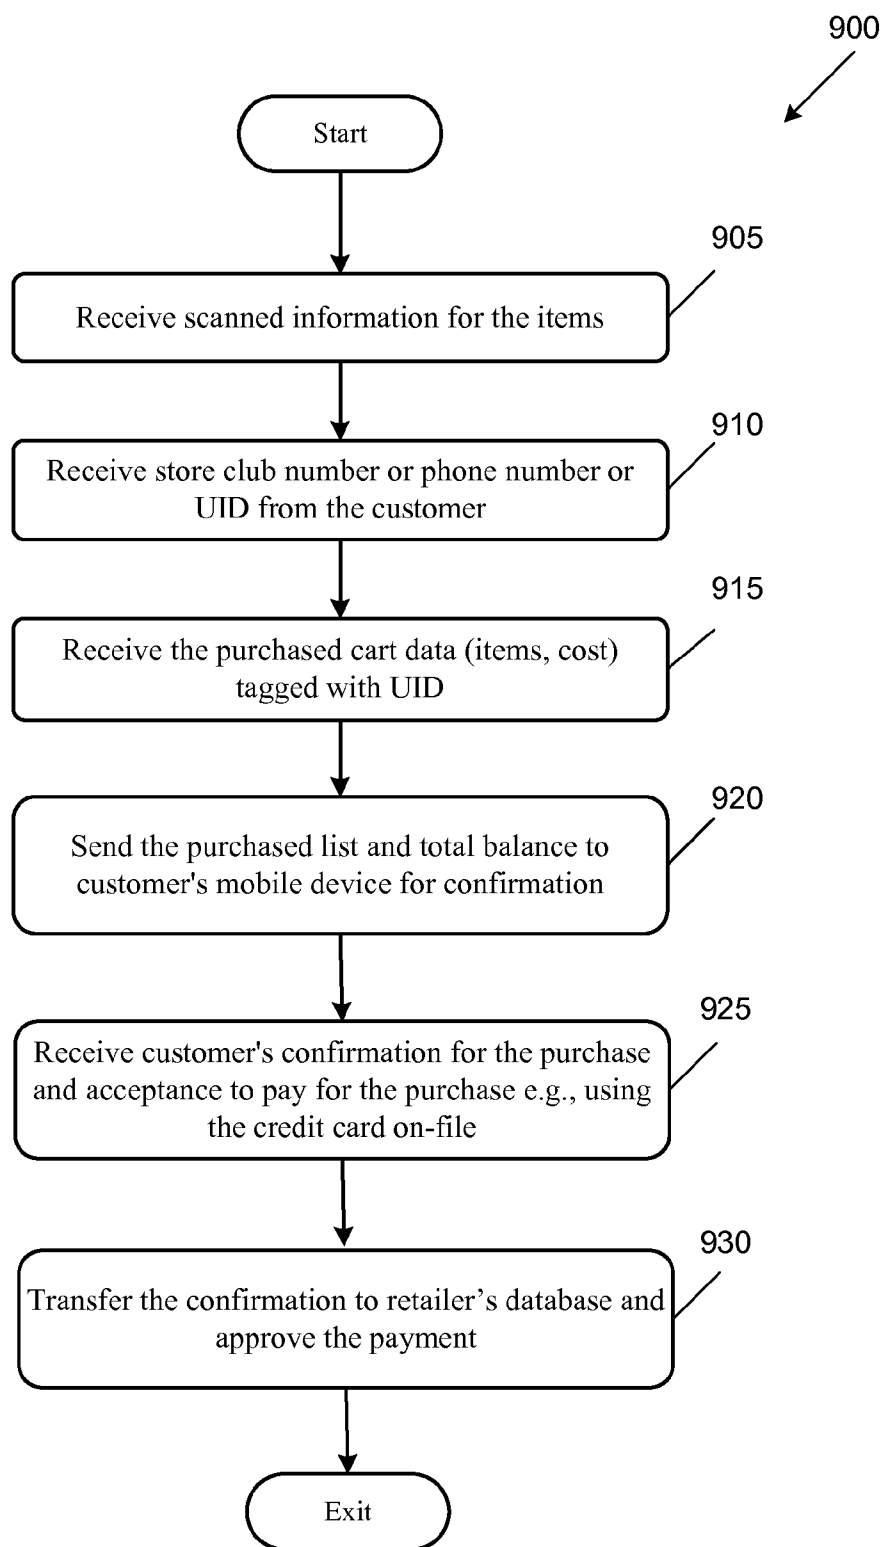 900
Start
905
Receive scanned information for the items
910
Receive store club number or phone number or
UID from the customer
915
Receive the purchased cart data (items, cost)
tagged with UID
920
Send the purchased list and total balance to
customer's mobile device for confirmation
925
Receive customer's confirmation for the purchase
and acceptance to pay for the purchase e.g., using
the credit card on-file
930
Transfer the confirmation to retailer’s database and
approve the payment
Exit